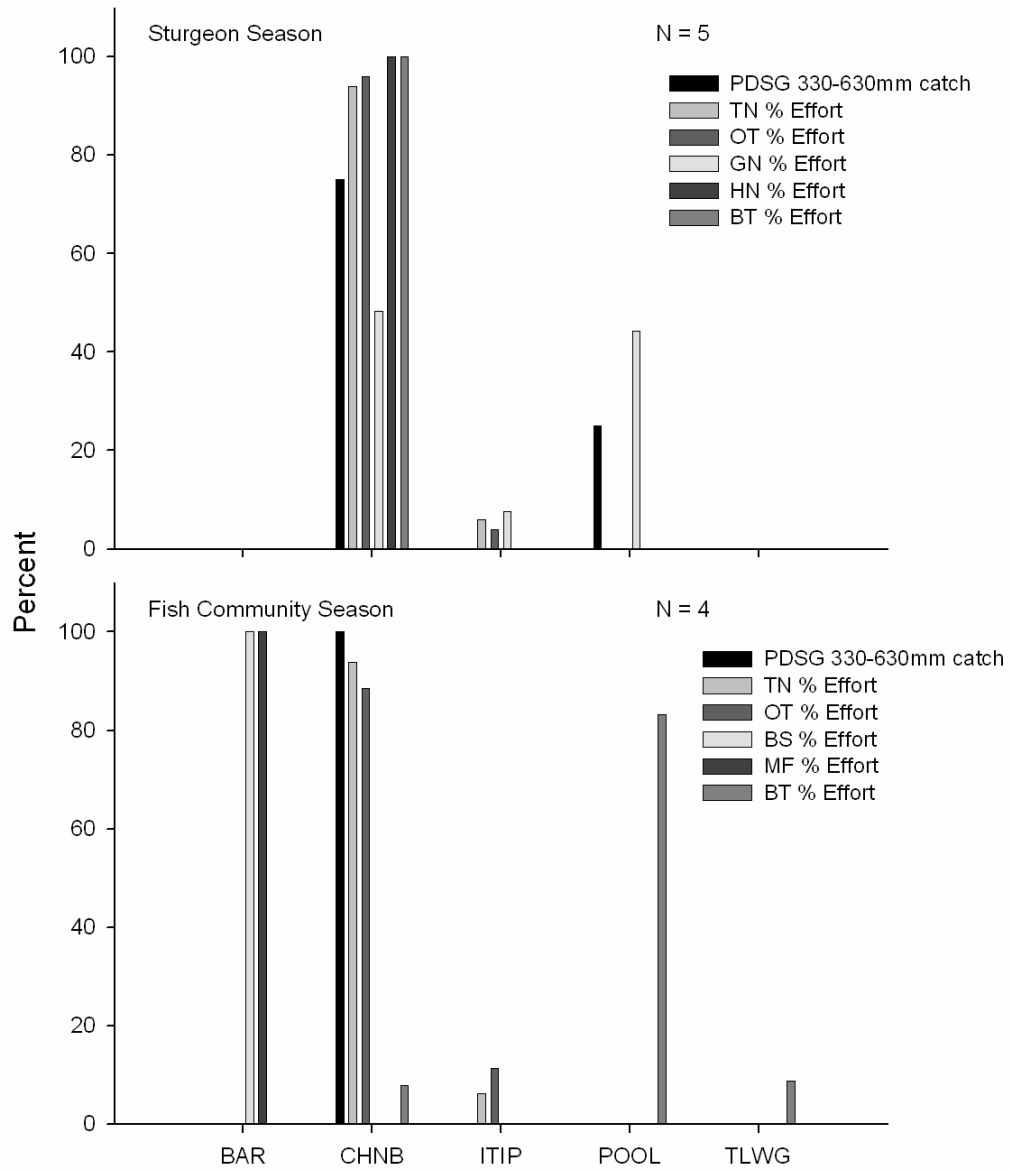 Sturgeon Season
N = 5
100
80
60
40
20
0
PDSG 330-630mm catch
TN % Effort
OT % Effort
GN % Effort
HN % Effort
BT % Effort
Percent
Fish Community Season
N = 4
100
80
60
40
20
0
PDSG 330-630mm catch
TN % Effort
OT % Effort
BS % Effort
MF % Effort
BT % Effort
BAR CHNB ITIP POOL TLWG